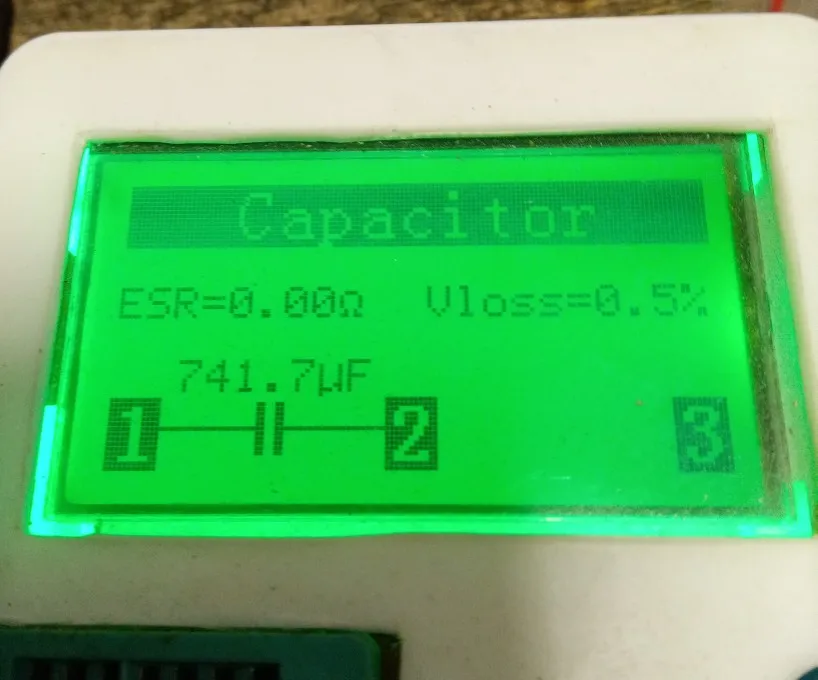 Capacitor
ESR=0.00Ω Vloss=0.5%
741.7µF
1 2 3